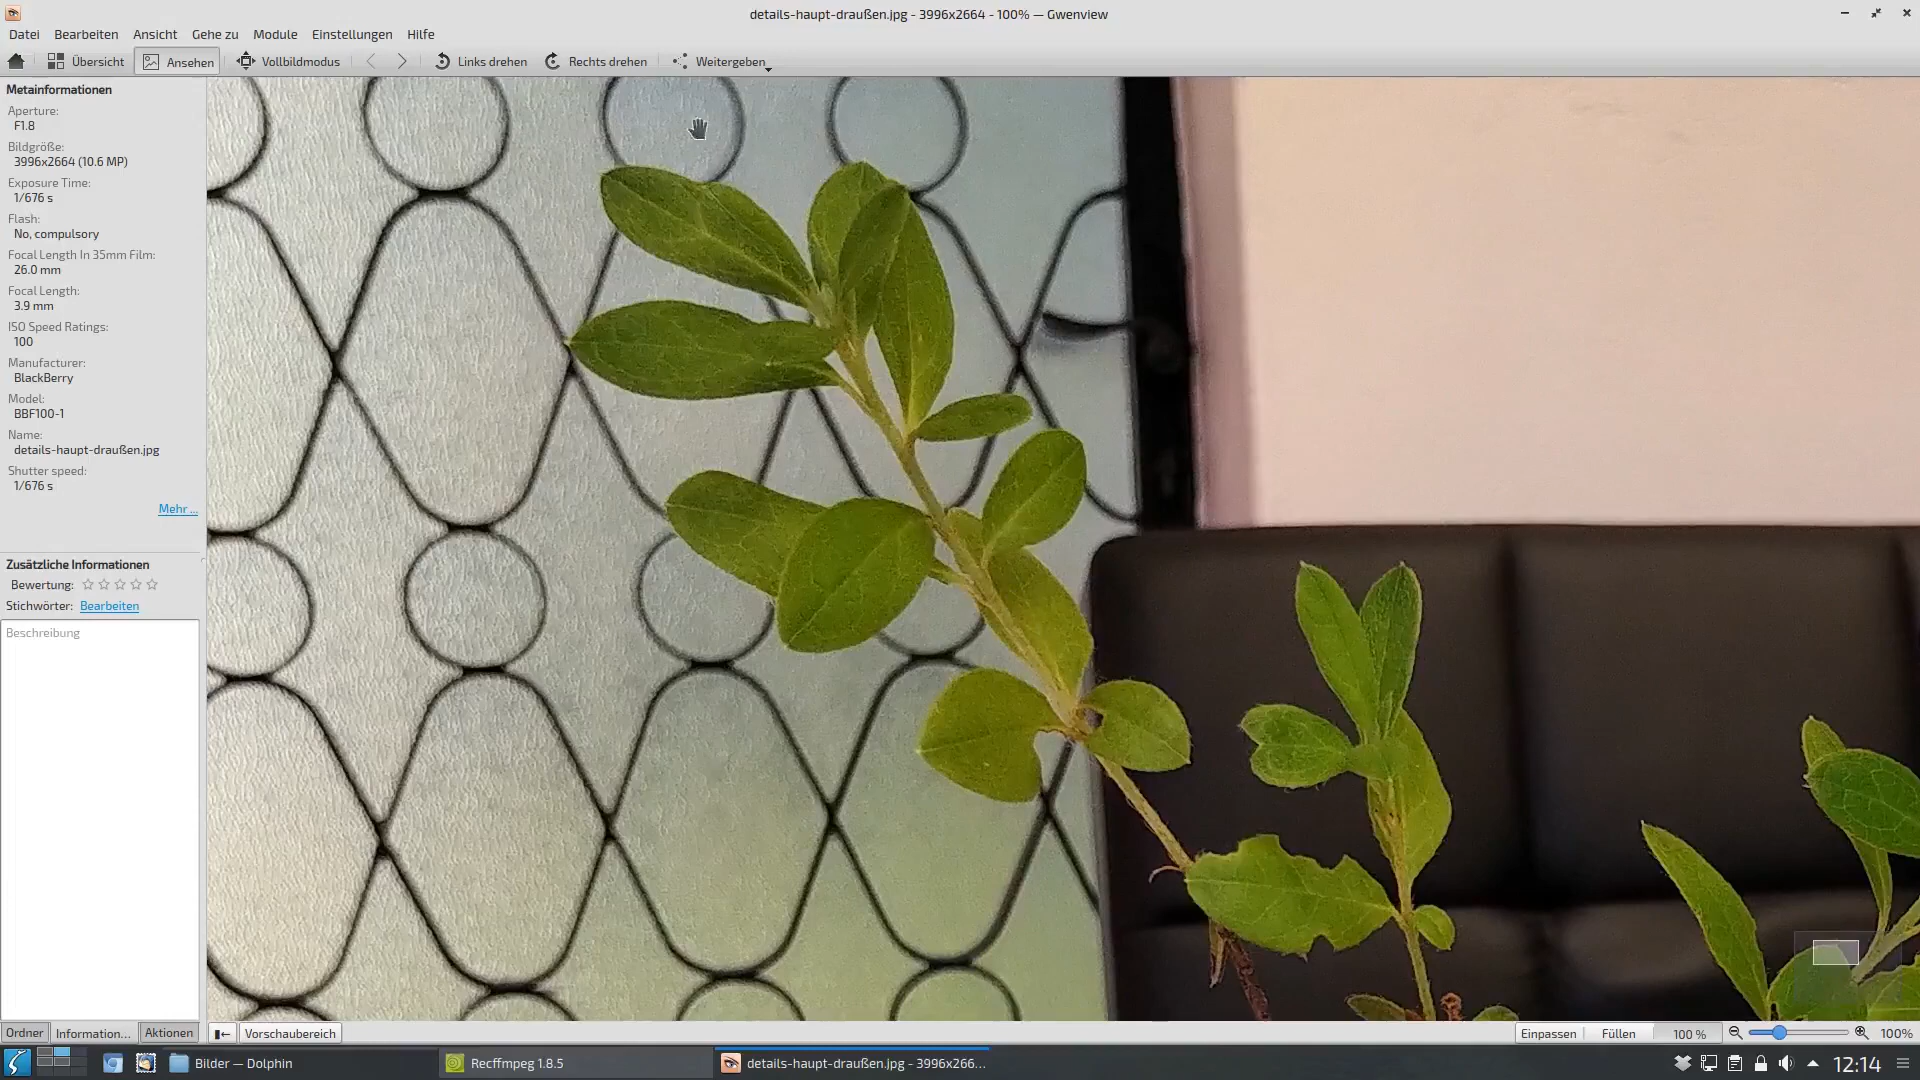 details-haupt-draußen.jpg - 3996x2664 - 100% — Gwenview
Datei Bearbeiten Ansicht Gehe zu Module Einstellungen Hilfe
Übersicht Ansehen Vollbildmodus Links drehen Rechts drehen Weitergeben
Metainformationen
Aperture:
F1.8
Bildgröße:
3996x2664 (10.6 MP)
Exposure Time:
1/676 s
Flash:
No, compulsory
Focal Length In 35mm Film:
26.0 mm
Focal Length:
3.9 mm
ISO Speed Ratings:
100
Manufacturer:
BlackBerry
Model:
BBF100-1
Name:
details-haupt-draußen.jpg
Shutter speed:
1/676 s
Mehr ...
Zusätzliche Informationen
Bewertung:
Stichwörter: Bearbeiten
Beschreibung
Ordner Information... Aktionen Vorschaubereich Einpassen Füllen 100 % 100%
Bilder — Dolphin Recffmpeg 1.8.5 details-haupt-draußen.jpg - 3996x266... 12:14